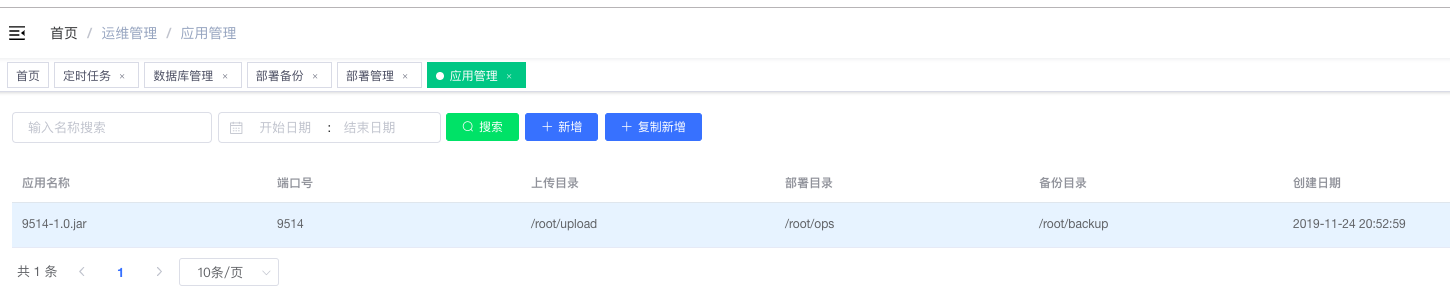 首页 / 运维管理 / 应用管理
首页 定时任务 × 数据库管理 × 部署备份 × 部署管理 × 应用管理 ×
输入名称搜索 开始日期 : 结束日期 搜索 + 新增 + 复制新增
应用名称 端口号 上传目录 部署目录 备份目录 创建日期
9514-1.0.jar 9514 /root/upload /root/ops /root/backup 2019-11-24 20:52:59
共 1 条 < 1 > 10条/页